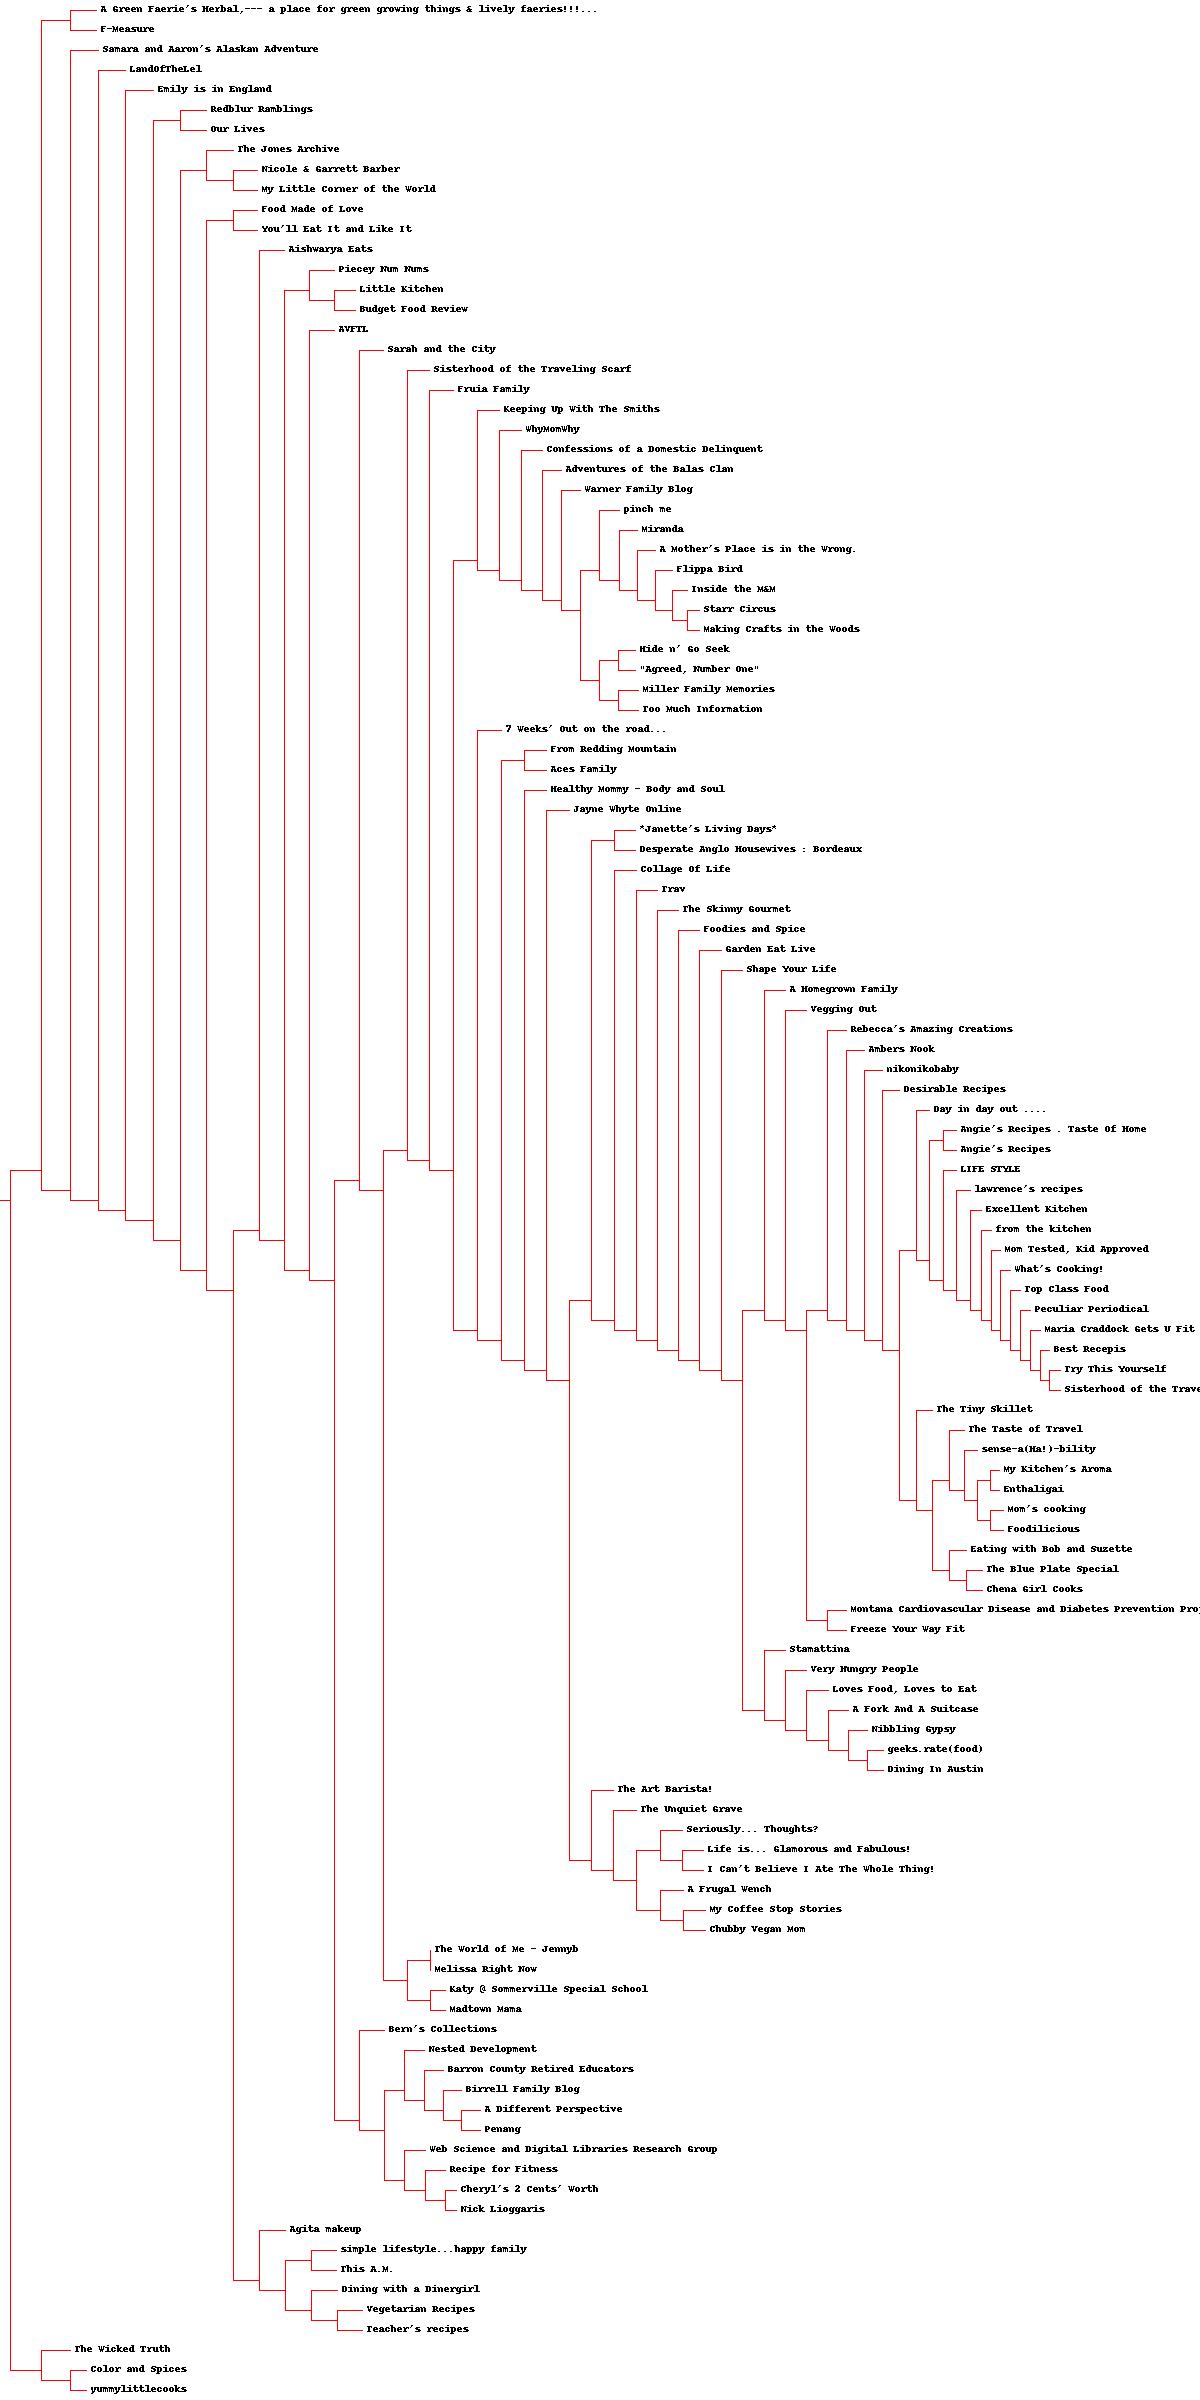 A Green Faerie's Herbal,--- a place for green growing things & lively faeries!!!...
F-Measure
Samara and Aaron's Alaskan Adventure
LandOfTheLel
Emily is in England
Redblur Ramblings
Our Lives
The Jones Archive
Nicole & Garrett Barber
My Little Corner of the World
Food Made of Love
You'll Eat It and Like It
Aishwarya Eats
Piecey Num Nums
Little Kitchen
Budget Food Review
AVFTL
Sarah and the City
Sisterhood of the Traveling Scarf
Fruia Family
Keeping Up With The Smiths
WhyMomWhy
Confessions of a Domestic Delinquent
Adventures of the Balas Clan
Warner Family Blog
pinch me
Miranda
A Mother's Place is in the Wrong.
Flippa Bird
Inside the M&M
Starr Circus
Making Crafts in the Woods
Hide n' Go Seek
"Agreed, Number One"
Miller Family Memories
Too Much Information
7 Weeks' Out on the road...
From Redding Mountain
Aces Family
Healthy Mommy - Body and Soul
Jayne Whyte Online
*Janette's Living Days*
Desperate Anglo Housewives : Bordeaux
Collage Of Life
Trav
The Skinny Gourmet
Foodies and Spice
Garden Eat Live
Shape Your Life
A Homegrown Family
Vegging Out
Rebecca's Amazing Creations
Ambers Nook
nikonikobaby
Desirable Recipes
Day in day out ....
Angie's Recipes . Taste Of Home
Angie's Recipes
LIFE STYLE
lawrence's recipes
Excellent Kitchen
from the kitchen
Mom Tested, Kid Approved
What's Cooking!
Top Class Food
Peculiar Periodical
Maria Craddock Gets U Fit
Best Recepis
Try This Yourself
Sisterhood of the Trave
The Tiny Skillet
The Taste of Travel
sense-a(Ha!)-bility
My Kitchen's Aroma
Enthaligai
Mom's cooking
Foodilicious
Eating with Bob and Suzette
The Blue Plate Special
Chena Girl Cooks
Montana Cardiovascular Disease and Diabetes Prevention Pro
Freeze Your Way Fit
Stamattina
Very Hungry People
Loves Food, Loves to Eat
A Fork And A Suitcase
Nibbling Gypsy
geeks.rate(food)
Dining In Austin
The Art Barista!
The Unquiet Grave
Seriously... Thoughts?
Life is... Glamorous and Fabulous!
I Can't Believe I Ate The Whole Thing!
A Frugal Wench
My Coffee Stop Stories
Chubby Vegan Mom
The World of Me - Jennyb
Melissa Right Now
Katy @ Sommerville Special School
Madtown Mama
Bern's Collections
Nested Development
Barron County Retired Educators
Birrell Family Blog
A Different Perspective
Penang
Web Science and Digital Libraries Research Group
Recipe for Fitness
Cheryl's 2 Cents' Worth
Nick Lioggaris
Agita makeup
simple lifestyle...happy family
This A.M.
Dining with a Dinergirl
Vegetarian Recipes
Teacher's recipes
The Wicked Truth
Color and Spices
yummylittlecooks